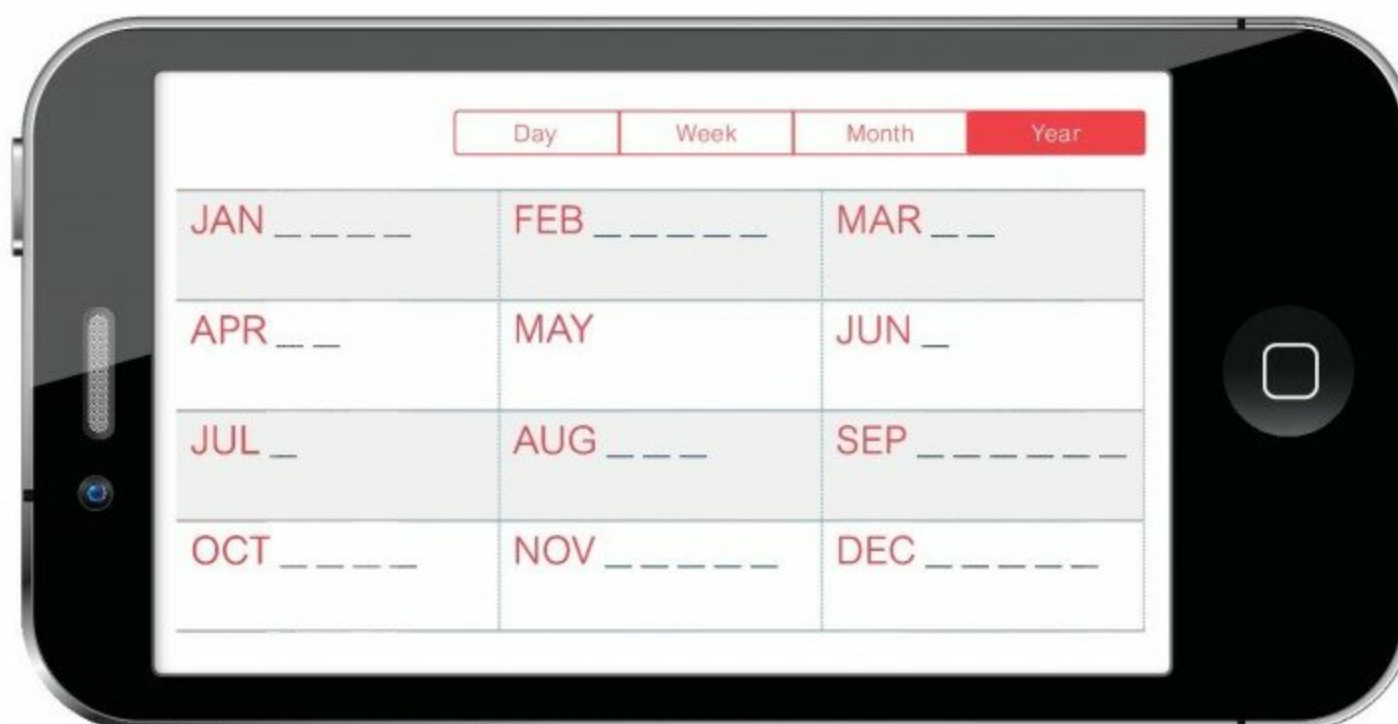 Day Week Month Year
JAN _ _ _ _ FEB _ _ _ _ _ MAR _ _
APR _ _ MAY JUN _
JUL _ AUG _ _ _ SEP _ _ _ _ _ _
OCT _ _ _ _ NOV _ _ _ _ _ DEC _ _ _ _ _